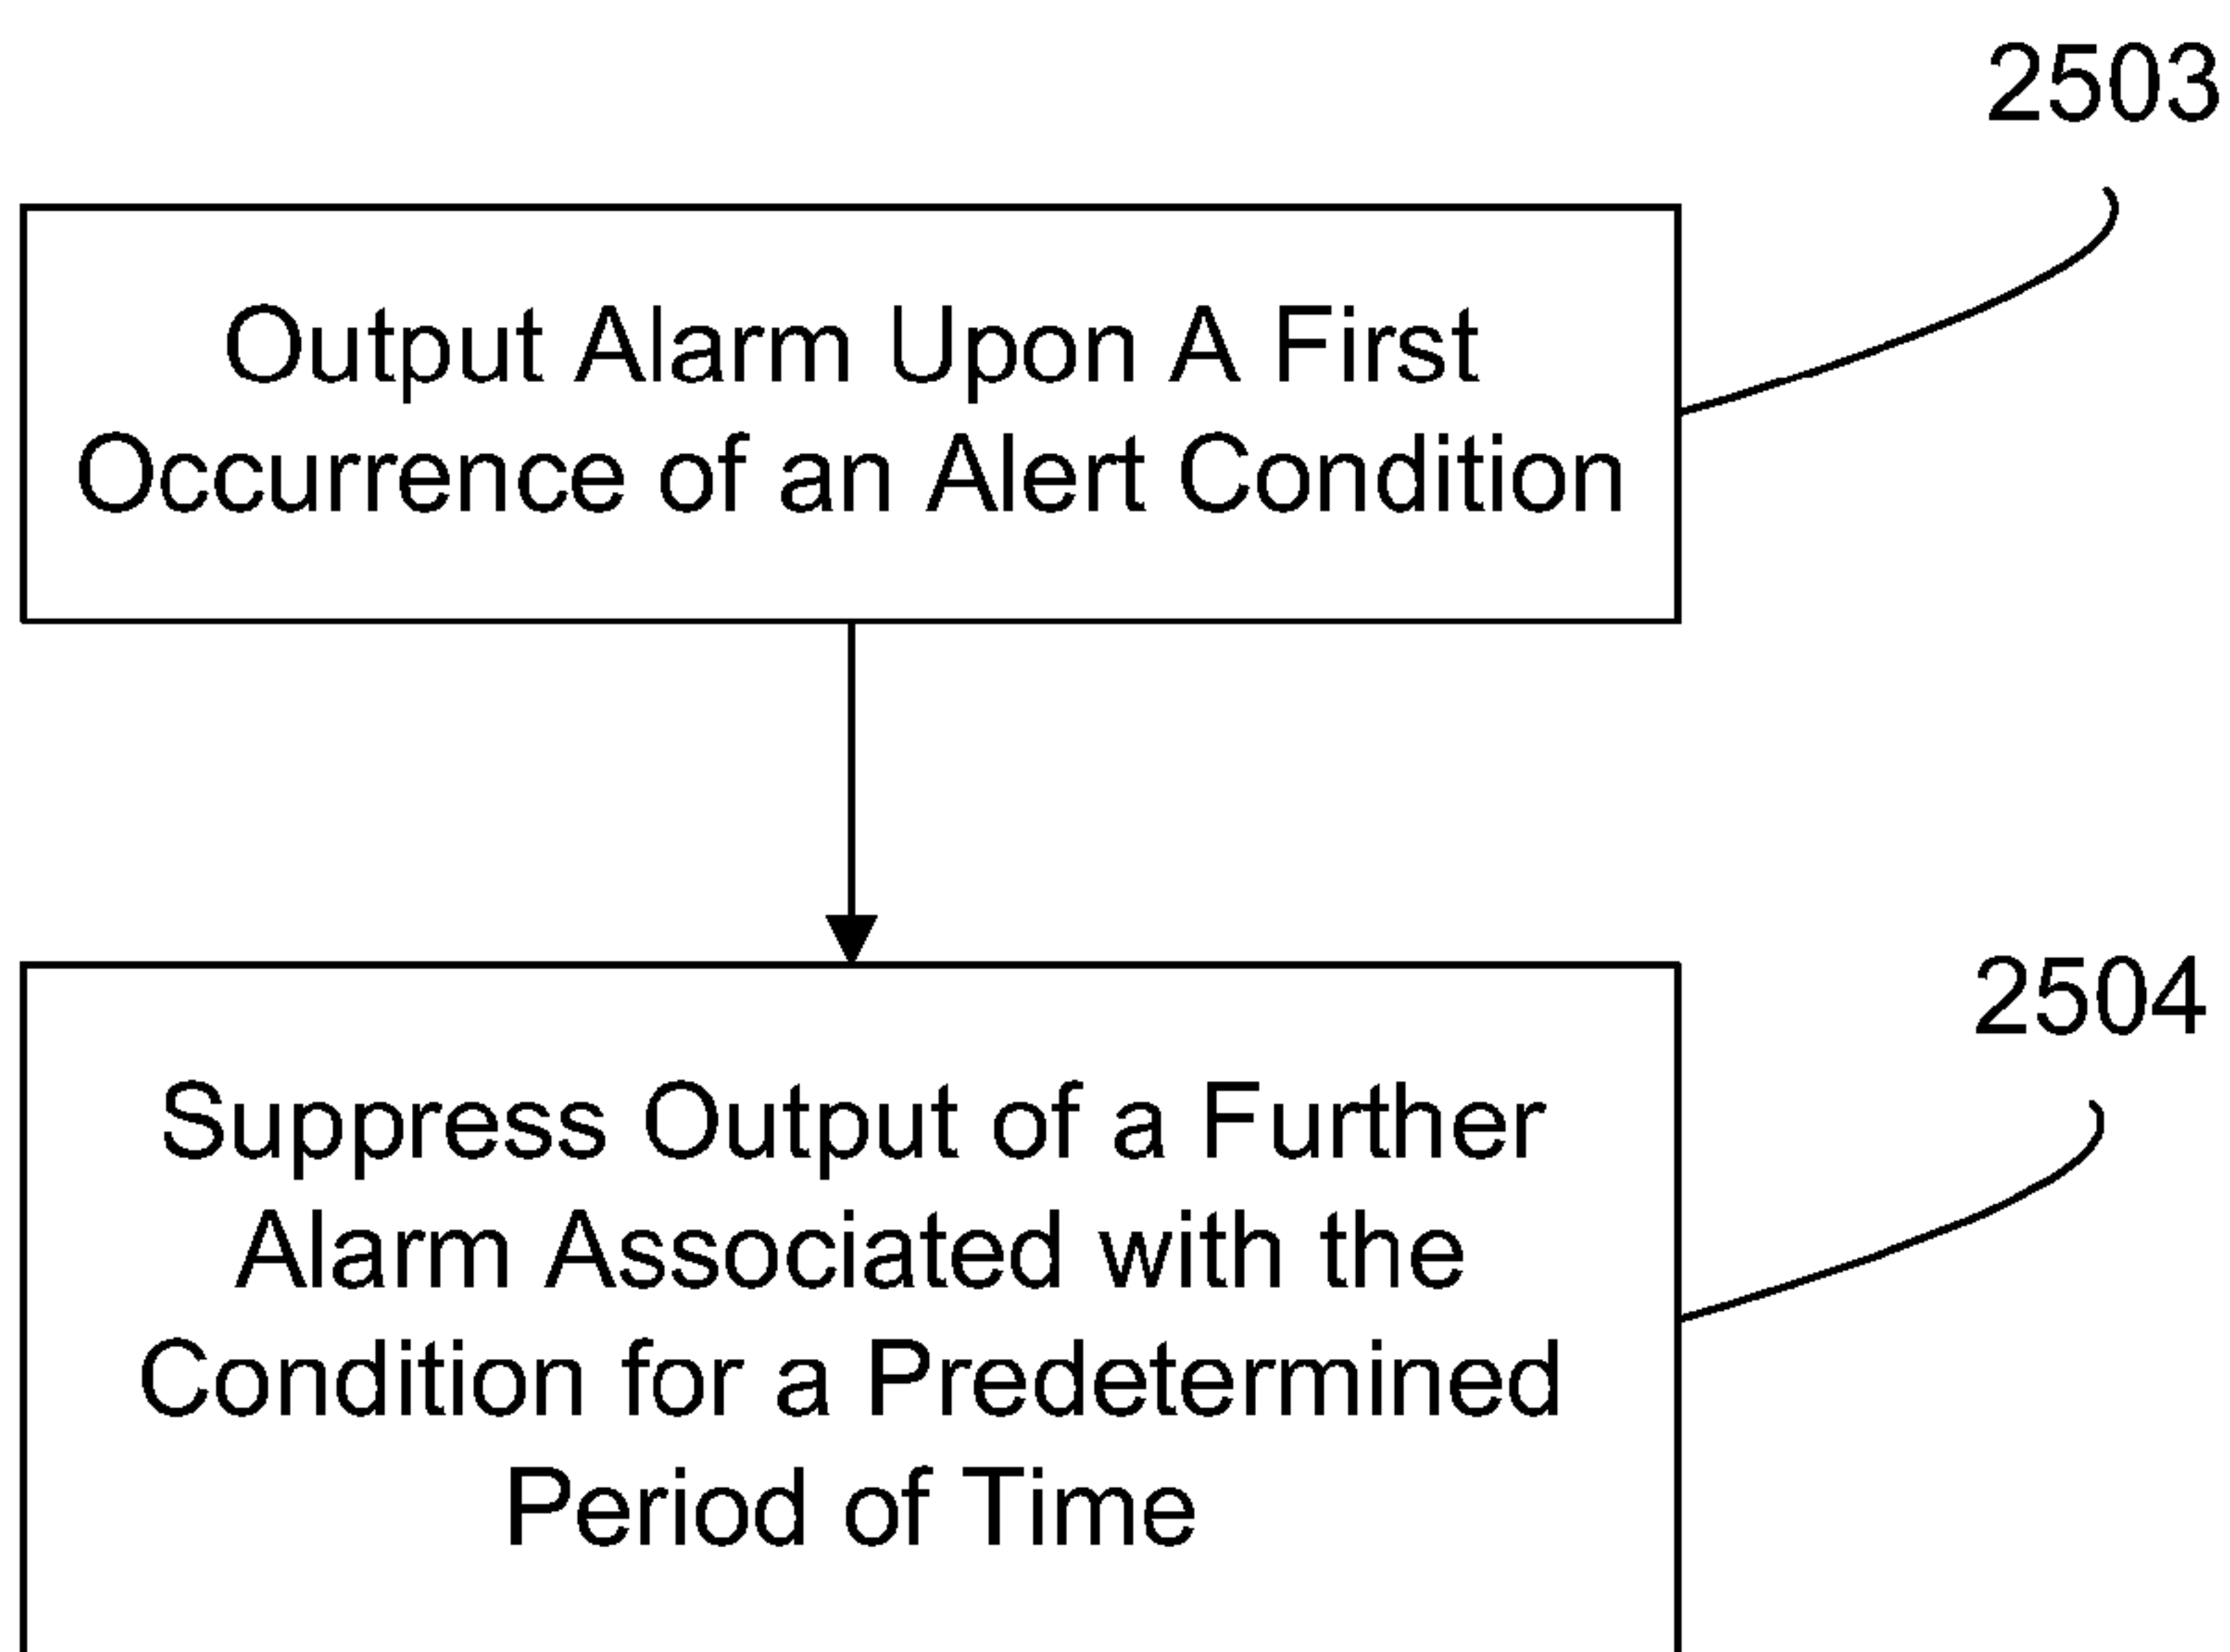 2503
Output Alarm Upon A First
Occurrence of an Alert Condition
2504
Suppress Output of a Further
Alarm Associated with the
Condition for a Predetermined
Period of Time